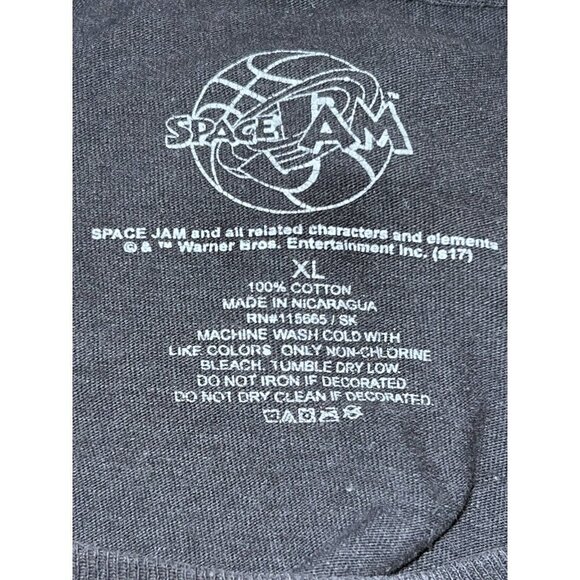 SPACE JAM™
SPACE JAM and all related characters and elements
© & ™ Warner Bros. Entertainment Inc. (s17)
XL
100% COTTON
MADE IN NICARAGUA
RN#115665 / SK
MACHINE WASH COLD WITH
LIKE COLORS ONLY NON-CHLORINE
BLEACH. TUMBLE DRY LOW.
DO NOT IRON IF DECORATED
DO NOT DRY CLEAN IF DECORATED.